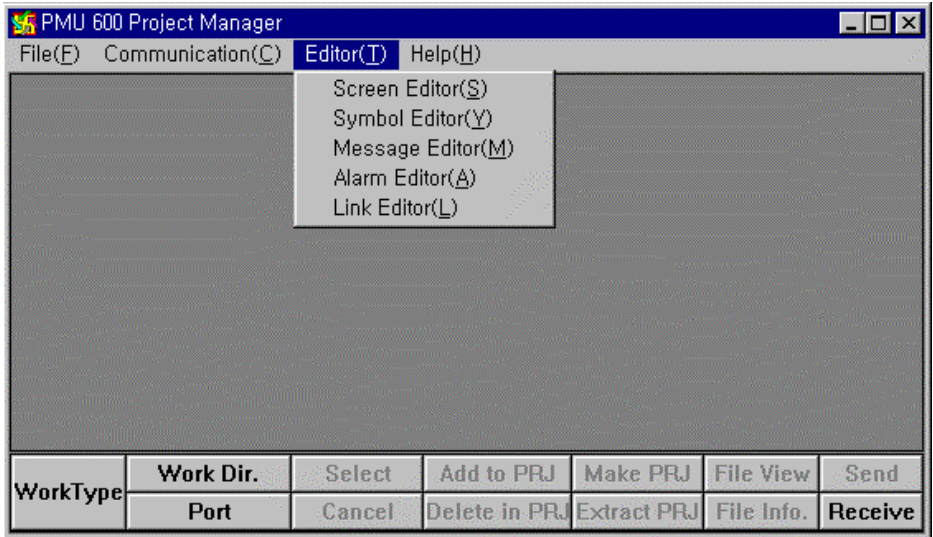 PMU 600 Project Manager
File(F) Communication(C) Editor(T) Help(H)
Screen Editor(S)
Symbol Editor(Y)
Message Editor(M)
Alarm Editor(A)
Link Editor(L)
WorkType
Work Dir. Select Add to PRJ Make PRJ File View Send
Port Cancel Delete in PRJ Extract PRJ File Info. Receive